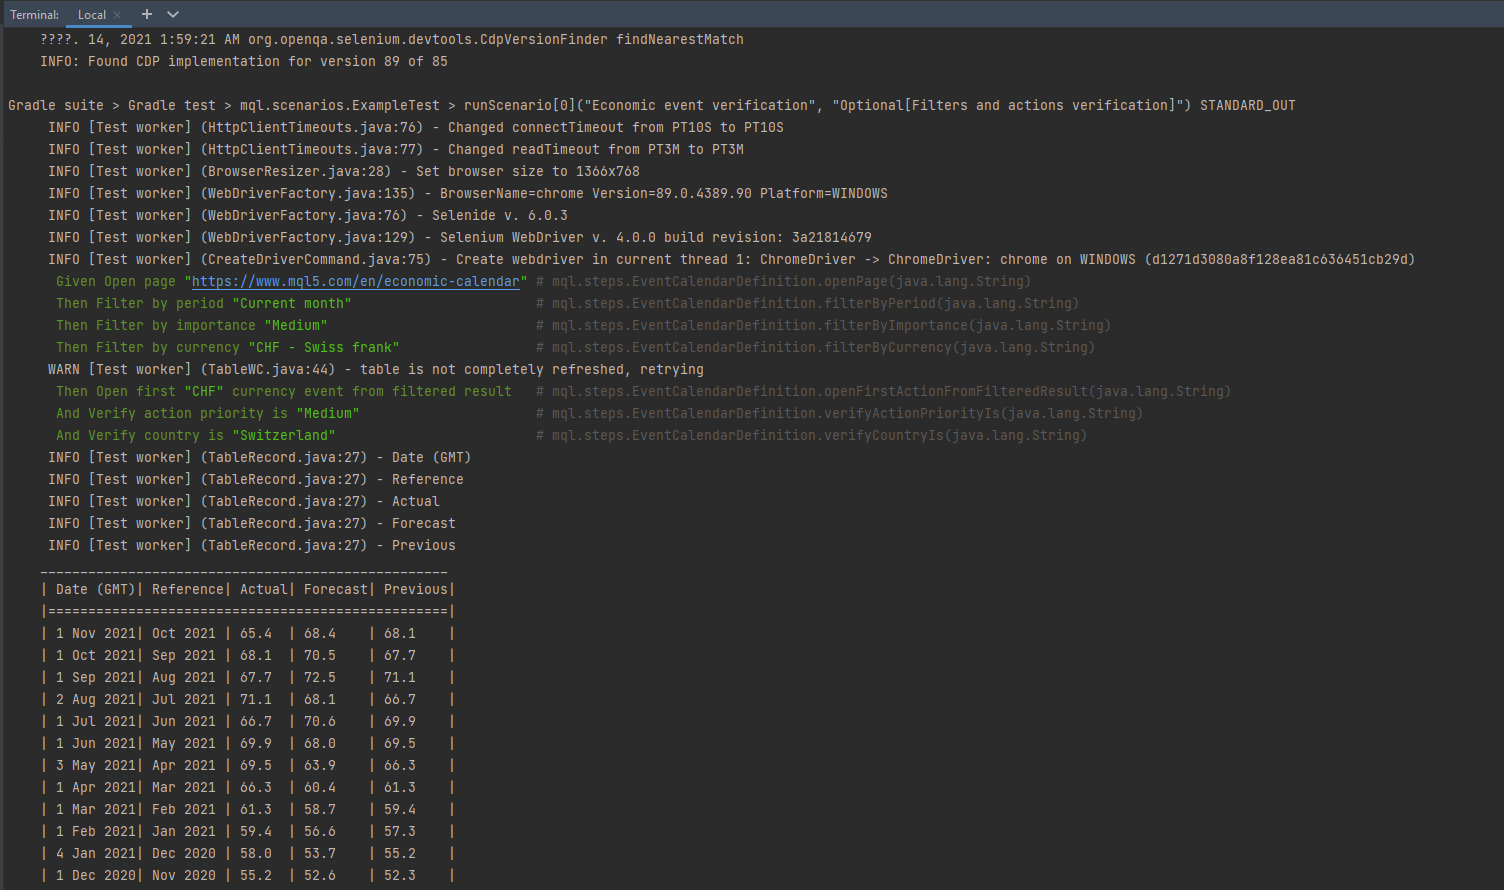 Terminal: Local × +
????. 14, 2021 1:59:21 AM org.openqa.selenium.devtools.CdpVersionFinder findNearestMatch
INFO: Found CDP implementation for version 89 of 85
Gradle suite > Gradle test > mql.scenarios.ExampleTest > runScenario[0]("Economic event verification", "Optional[Filters and actions verification]") STANDARD_OUT
INFO [Test worker] (HttpClientTimeouts.java:76) - Changed connectTimeout from PT10S to PT10S
INFO [Test worker] (HttpClientTimeouts.java:77) - Changed readTimeout from PT3M to PT3M
INFO [Test worker] (BrowserResizer.java:28) - Set browser size to 1366x768
INFO [Test worker] (WebDriverFactory.java:135) - BrowserName=chrome Version=89.0.4389.90 Platform=WINDOWS
INFO [Test worker] (WebDriverFactory.java:76) - Selenide v. 6.0.3
INFO [Test worker] (WebDriverFactory.java:129) - Selenium WebDriver v. 4.0.0 build revision: 3a21814679
INFO [Test worker] (CreateDriverCommand.java:75) - Create webdriver in current thread 1: ChromeDriver -> ChromeDriver: chrome on WINDOWS (d1271d3080a8f128ea81c636451cb29d)
Given Open page "https://www.mql5.com/en/economic-calendar" # mql.steps.EventCalendarDefinition.openPage(java.lang.String)
Then Filter by period "Current month" # mql.steps.EventCalendarDefinition.filterByPeriod(java.lang.String)
Then Filter by importance "Medium" # mql.steps.EventCalendarDefinition.filterByImportance(java.lang.String)
Then Filter by currency "CHF - Swiss frank" # mql.steps.EventCalendarDefinition.filterByCurrency(java.lang.String)
WARN [Test worker] (TableWC.java:44) - table is not completely refreshed, retrying
Then Open first "CHF" currency event from filtered result # mql.steps.EventCalendarDefinition.openFirstActionFromFilteredResult(java.lang.String)
And Verify action priority is "Medium" # mql.steps.EventCalendarDefinition.verifyActionPriorityIs(java.lang.String)
And Verify country is "Switzerland" # mql.steps.EventCalendarDefinition.verifyCountryIs(java.lang.String)
INFO [Test worker] (TableRecord.java:27) - Date (GMT)
INFO [Test worker] (TableRecord.java:27) - Reference
INFO [Test worker] (TableRecord.java:27) - Actual
INFO [Test worker] (TableRecord.java:27) - Forecast
INFO [Test worker] (TableRecord.java:27) - Previous
___________________________________________________
| Date (GMT)| Reference| Actual| Forecast| Previous|
|==================================================|
| 1 Nov 2021| Oct 2021 | 65.4 | 68.4 | 68.1 |
| 1 Oct 2021| Sep 2021 | 68.1 | 70.5 | 67.7 |
| 1 Sep 2021| Aug 2021 | 67.7 | 72.5 | 71.1 |
| 2 Aug 2021| Jul 2021 | 71.1 | 68.1 | 66.7 |
| 1 Jul 2021| Jun 2021 | 66.7 | 70.6 | 69.9 |
| 1 Jun 2021| May 2021 | 69.9 | 68.0 | 69.5 |
| 3 May 2021| Apr 2021 | 69.5 | 63.9 | 66.3 |
| 1 Apr 2021| Mar 2021 | 66.3 | 60.4 | 61.3 |
| 1 Mar 2021| Feb 2021 | 61.3 | 58.7 | 59.4 |
| 1 Feb 2021| Jan 2021 | 59.4 | 56.6 | 57.3 |
| 4 Jan 2021| Dec 2020 | 58.0 | 53.7 | 55.2 |
| 1 Dec 2020| Nov 2020 | 55.2 | 52.6 | 52.3 |